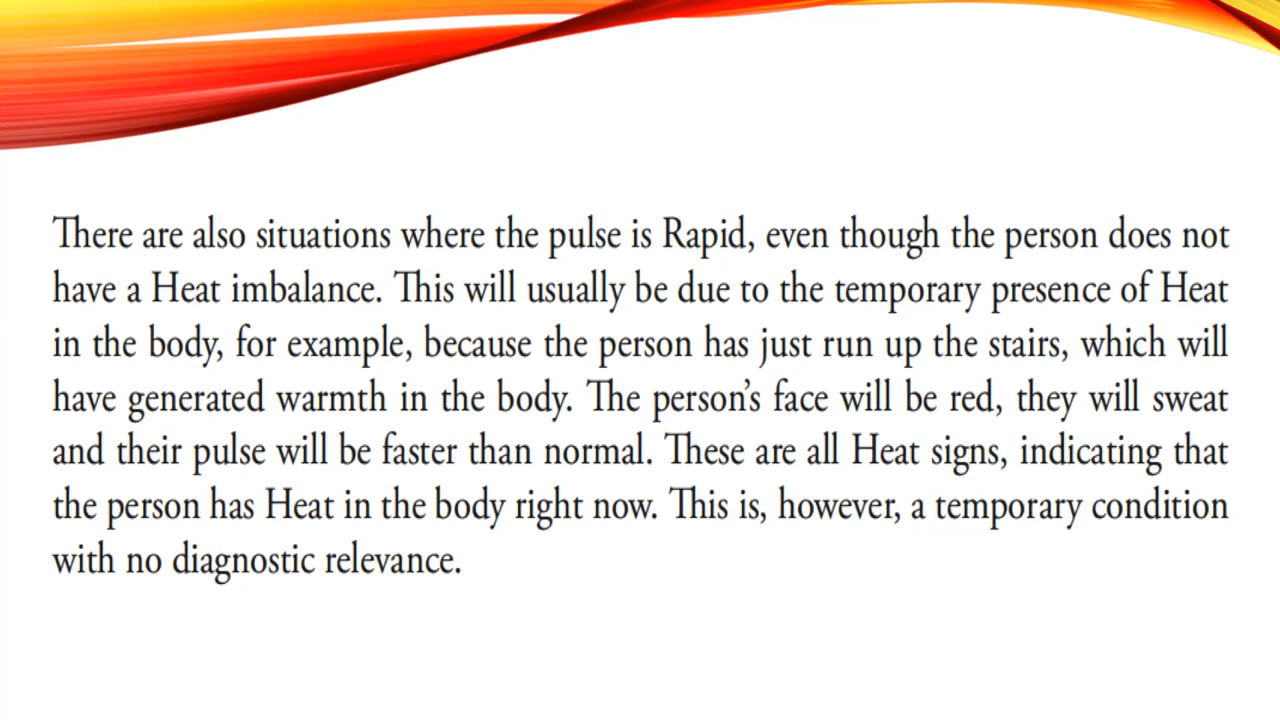 There are also situations where the pulse is Rapid, even though the person does not
have a Heat imbalance. This will usually be due to the temporary presence of Heat
in the body, for example, because the person has just run up the stairs, which will
have generated warmth in the body. The person’s face will be red, they will sweat
and their pulse will be faster than normal. These are all Heat signs, indicating that
the person has Heat in the body right now. This is, however, a temporary condition
with no diagnostic relevance.